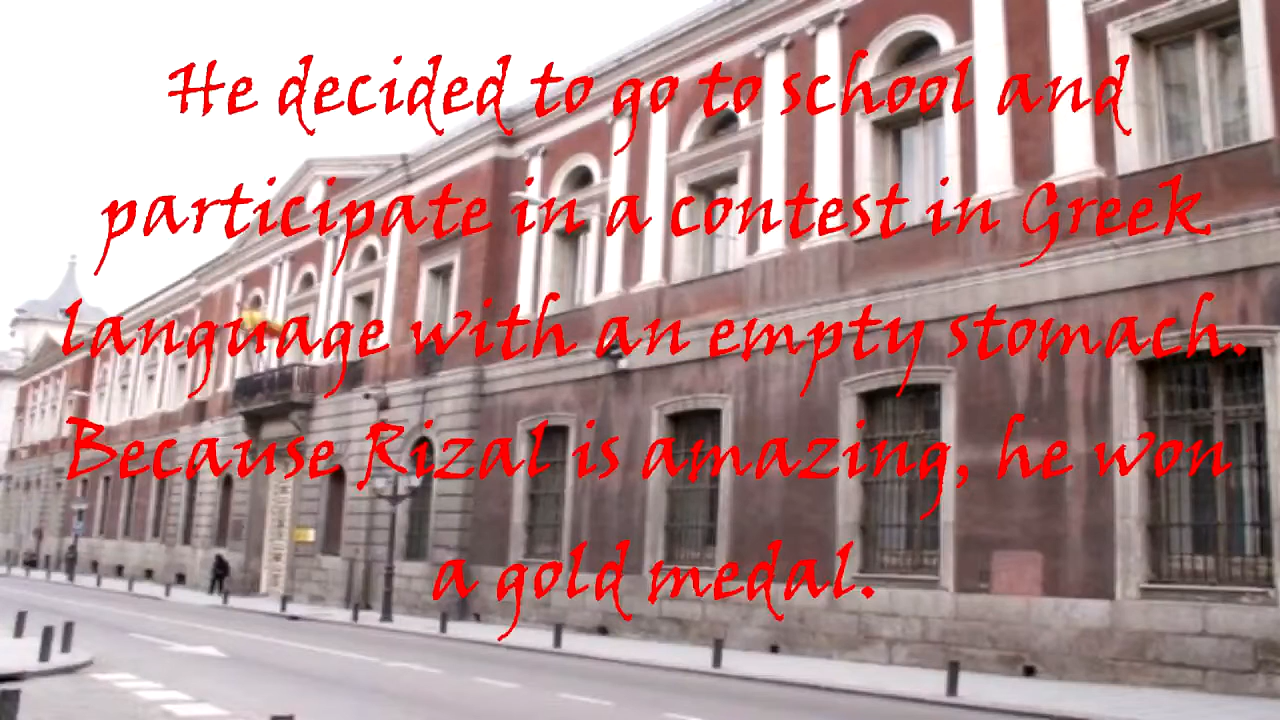 He decided to go to school and
participate in a contest in Greek
language with an empty stomach.
Because Rizal is amazing, he won
a gold medal.